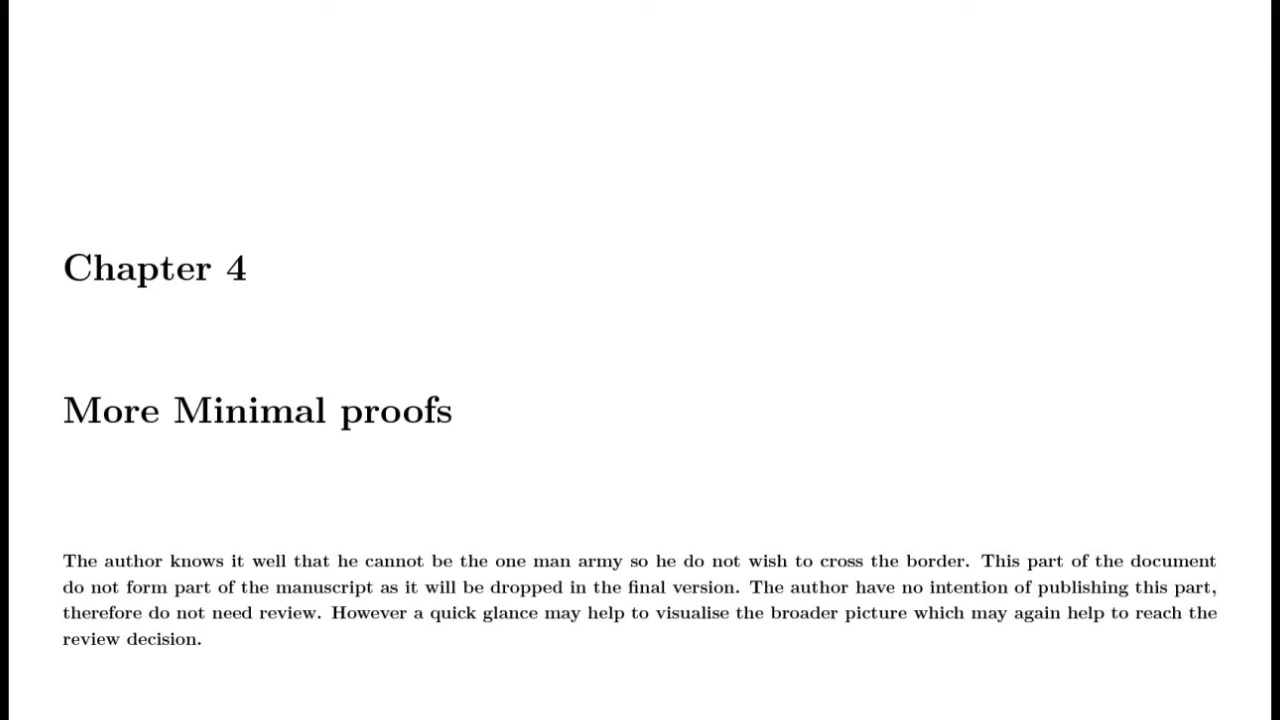 Chapter 4
More Minimal proofs
The author knows it well that he cannot be the one man army so he do not wish to cross the border. This part of the document
do not form part of the manuscript as it will be dropped in the final version. The author have no intention of publishing this part,
therefore do not need review. However a quick glance may help to visualise the broader picture which may again help to reach the
review decision.